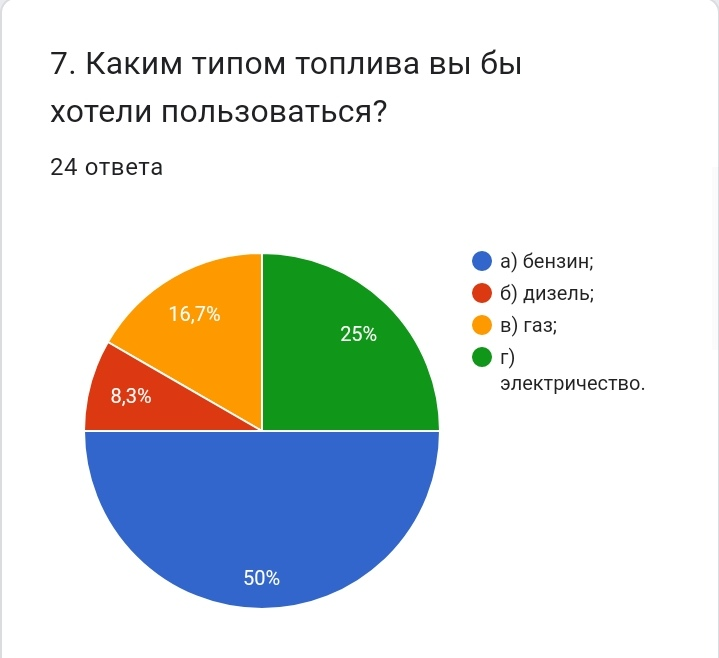 7. Каким типом топлива вы бы
хотели пользоваться?
24 ответа
а) бензин;
б) дизель;
в) газ;
г)
электричество.
16,7%
25%
8,3%
50%